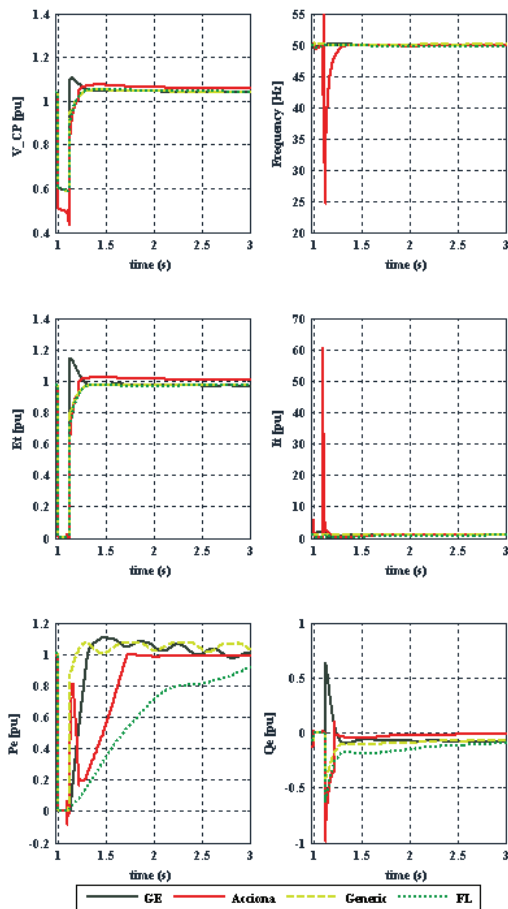 1.4
1.2
1
0.8
0.6
0.4
V_CP [pu]
1 1.5 2 2.5 3
time (s)
55
50
45
40
35
30
25
20
Frequency [Hz]
1 1.5 2 2.5 3
time (s)
1.4
1.2
1
0.8
0.6
0.4
0.2
0
Et [pu]
1 1.5 2 2.5 3
time (s)
70
60
50
40
30
20
10
0
It [pu]
1 1.5 2 2.5 3
time (s)
1.2
1
0.8
0.6
0.4
0.2
0
-0.2
Pe [pu]
1 1.5 2 2.5 3
time (s)
1
0.5
0
-0.5
-1
Qe [pu]
1 1.5 2 2.5 3
time (s)
GE Acciona Generic FL